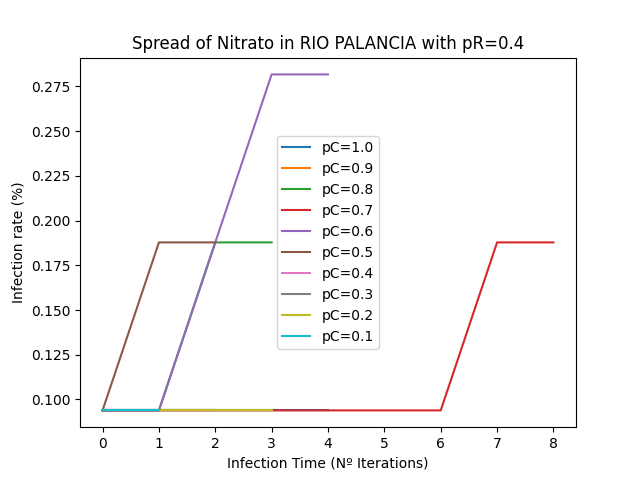 Spread of Nitrato in RIO PALANCIA with pR=0.4
Infection rate (%)
0.275
0.250
0.225
0.200
0.175
0.150
0.125
0.100
pC=1.0
pC=0.9
pC=0.8
pC=0.7
pC=0.6
pC=0.5
pC=0.4
pC=0.3
pC=0.2
pC=0.1
0 1 2 3 4 5 6 7 8
Infection Time (Nº Iterations)